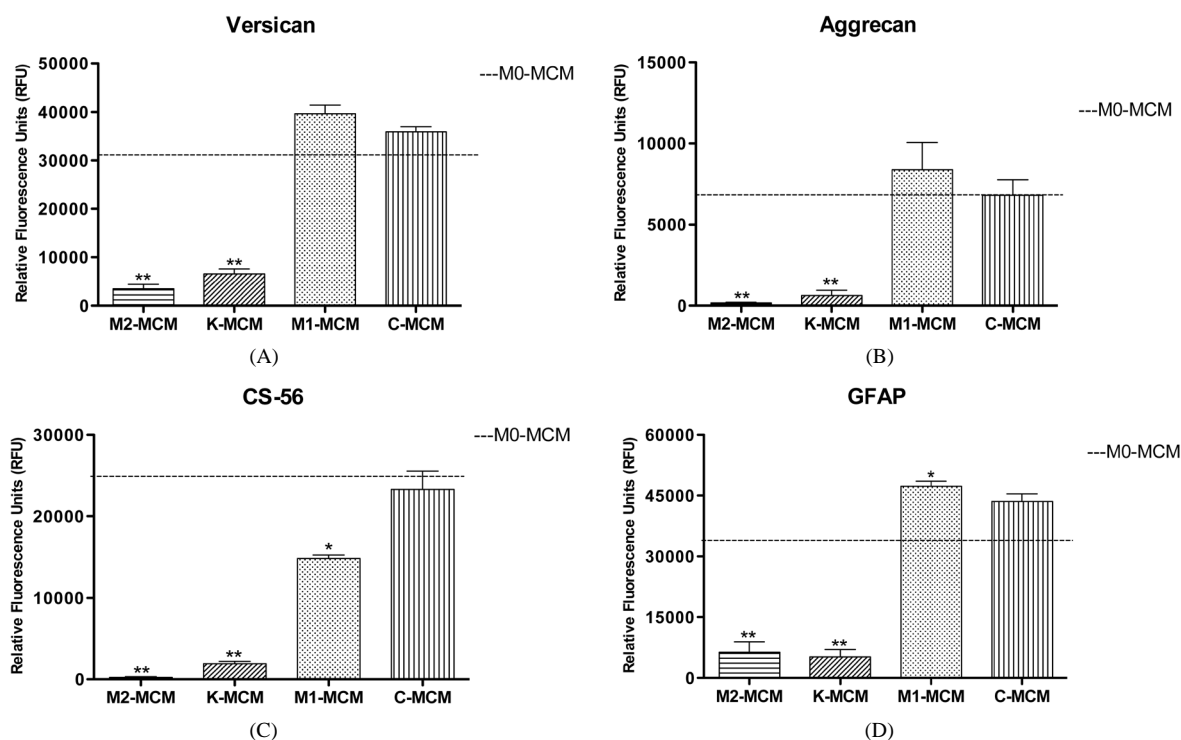 Versican
Relative Fluorescence Units (RFU)
50000
40000
30000
20000
10000
0
---M0-MCM
**
**
M2-MCM K-MCM M1-MCM C-MCM
(A)
Aggrecan
Relative Fluorescence Units (RFU)
15000
10000
5000
0
---M0-MCM
**
**
M2-MCM K-MCM M1-MCM C-MCM
(B)
CS-56
Relative Fluorescence Units (RFU)
30000
20000
10000
0
---M0-MCM
**
**
*
M2-MCM K-MCM M1-MCM C-MCM
(C)
GFAP
Relative Fluorescence Units (RFU)
60000
45000
30000
15000
0
---M0-MCM
**
**
*
M2-MCM K-MCM M1-MCM C-MCM
(D)